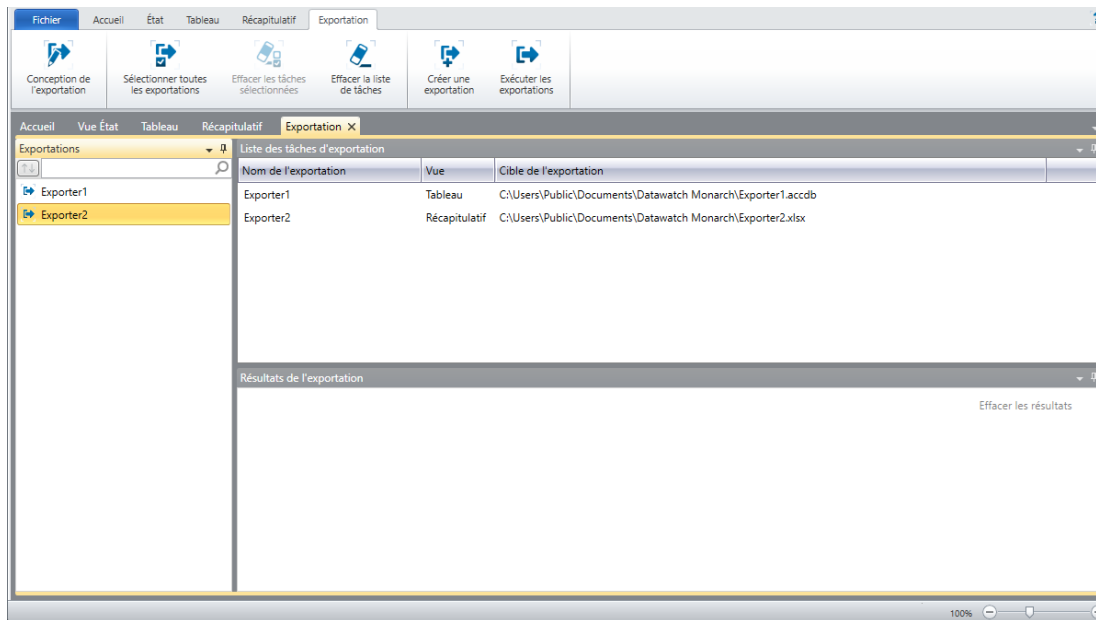 Fichier Accueil État Tableau Récapitulatif Exportation
Conception de l'exportation
Sélectionner toutes les exportations
Effacer les tâches sélectionnées
Effacer la liste de tâches
Créer une exportation
Exécuter les exportations
Accueil Vue État Tableau Récapitulatif Exportation
Exportations
Liste des tâches d'exportation
Nom de l'exportation Vue Cible de l'exportation
Exporter1
Exporter2
Exporter1 Tableau C:\Users\Public\Documents\Datawatch Monarch\Exporter1.accdb
Exporter2 Récapitulatif C:\Users\Public\Documents\Datawatch Monarch\Exporter2.xlsx
Résultats de l'exportation
Effacer les résultats
100%